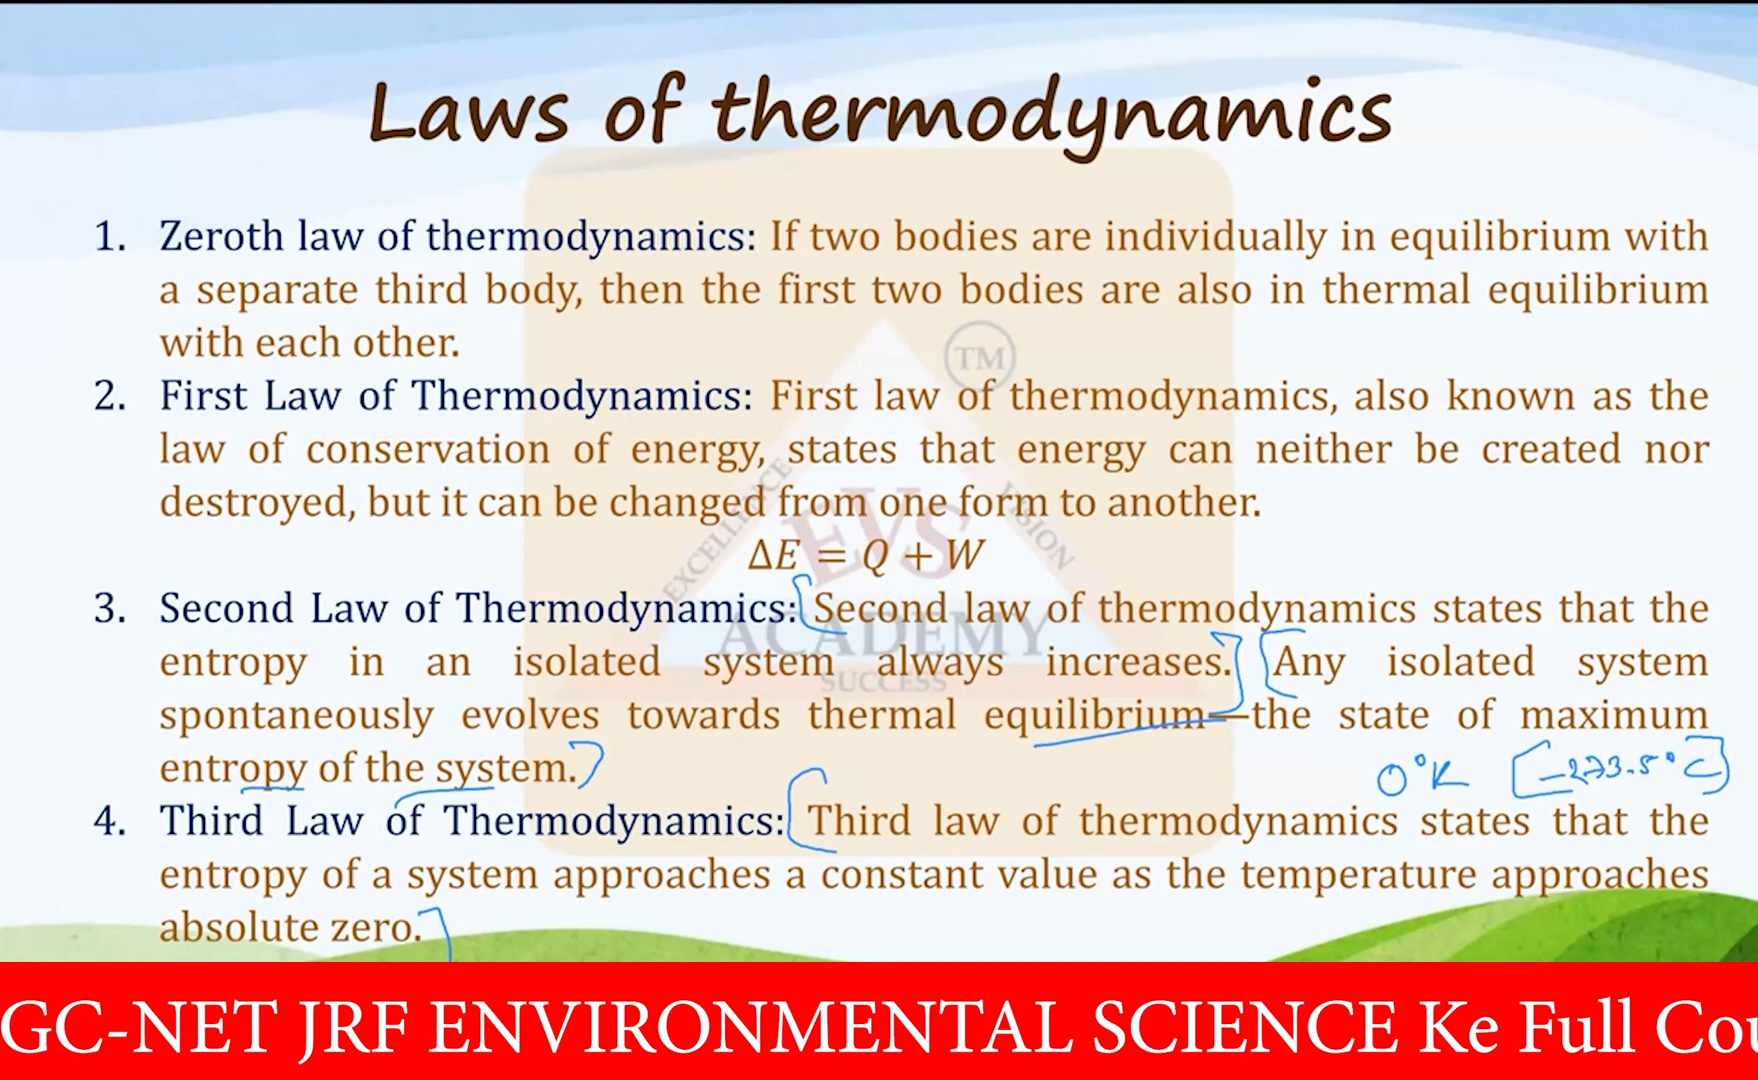 Laws of thermodynamics
1. Zeroth law of thermodynamics: If two bodies are individually in equilibrium with
a separate third body, then the first two bodies are also in thermal equilibrium
with each other.
TM
2. First Law of Thermodynamics: First law of thermodynamics, also known as the
law of conservation of energy, states that energy can neither be created nor
destroyed, but it can be changed from one form to another.
EXCELLENCE
EVS
VISION
ΔE = Q + W
3. Second Law of Thermodynamics: Second law of thermodynamics states that the
ACADEMY
entropy in an isolated system always increases. Any isolated system
SUCCESS
spontaneously evolves towards thermal equilibrium—the state of maximum
entropy of the system.
0°K [-273.5°C]
4. Third Law of Thermodynamics: Third law of thermodynamics states that the
entropy of a system approaches a constant value as the temperature approaches
absolute zero.
GC-NET JRF ENVIRONMENTAL SCIENCE Ke Full Cou